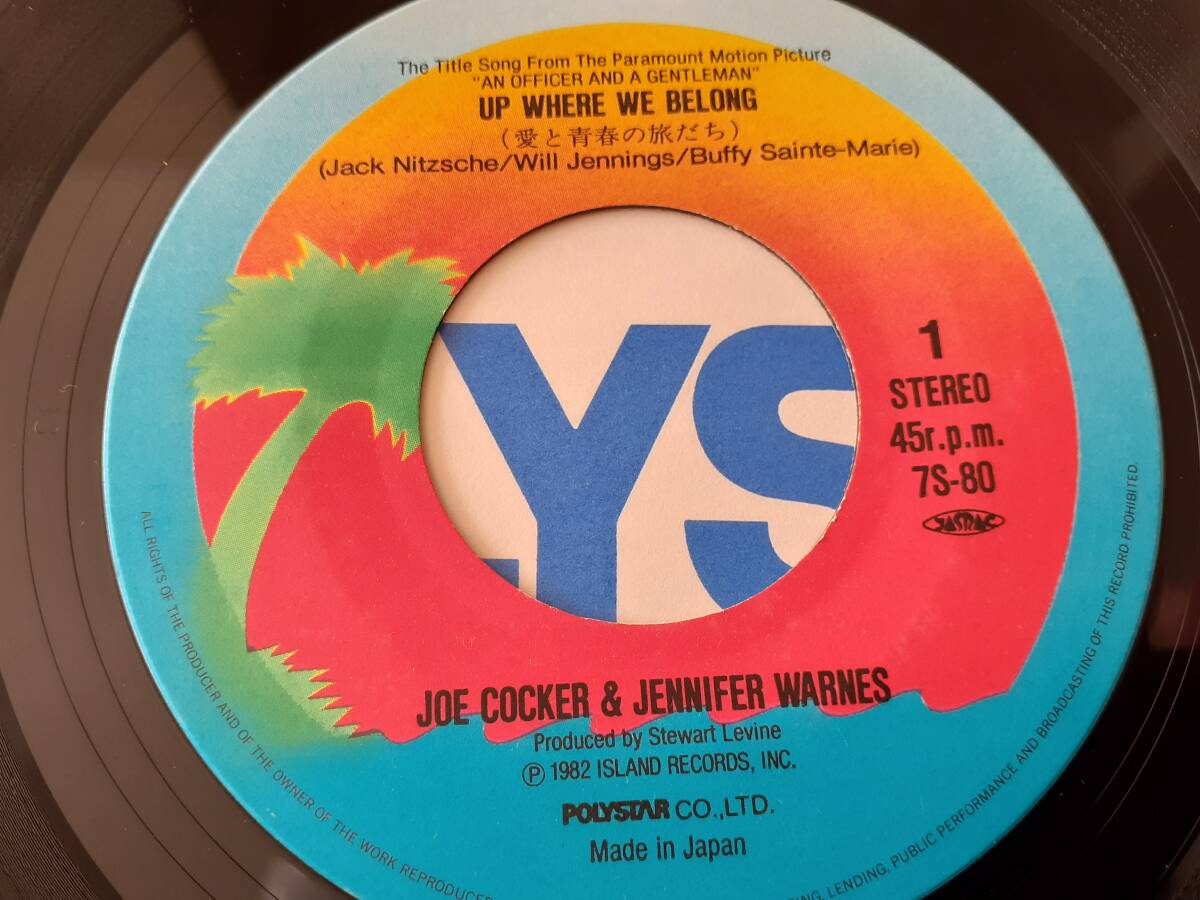 The Title Song From The Paramount Motion Picture
"AN OFFICER AND A GENTLEMAN"
UP WHERE WE BELONG
(愛と青春の旅だち)
(Jack Nitzsche/Will Jennings/Buffy Sainte-Marie)
LYS
1
STEREO
45r.p.m.
7S-80
JASRAC
JOE COCKER & JENNIFER WARNES
Produced by Stewart Levine
Ⓟ 1982 ISLAND RECORDS, INC.
POLYSTAR CO.,LTD.
Made in Japan
ALL RIGHTS OF THE PRODUCER AND OF THE OWNER OF THE WORK REPRODUCED
LENDING, PUBLIC PERFORMANCE AND BROADCASTING OF THIS RECORD PROHIBITED.